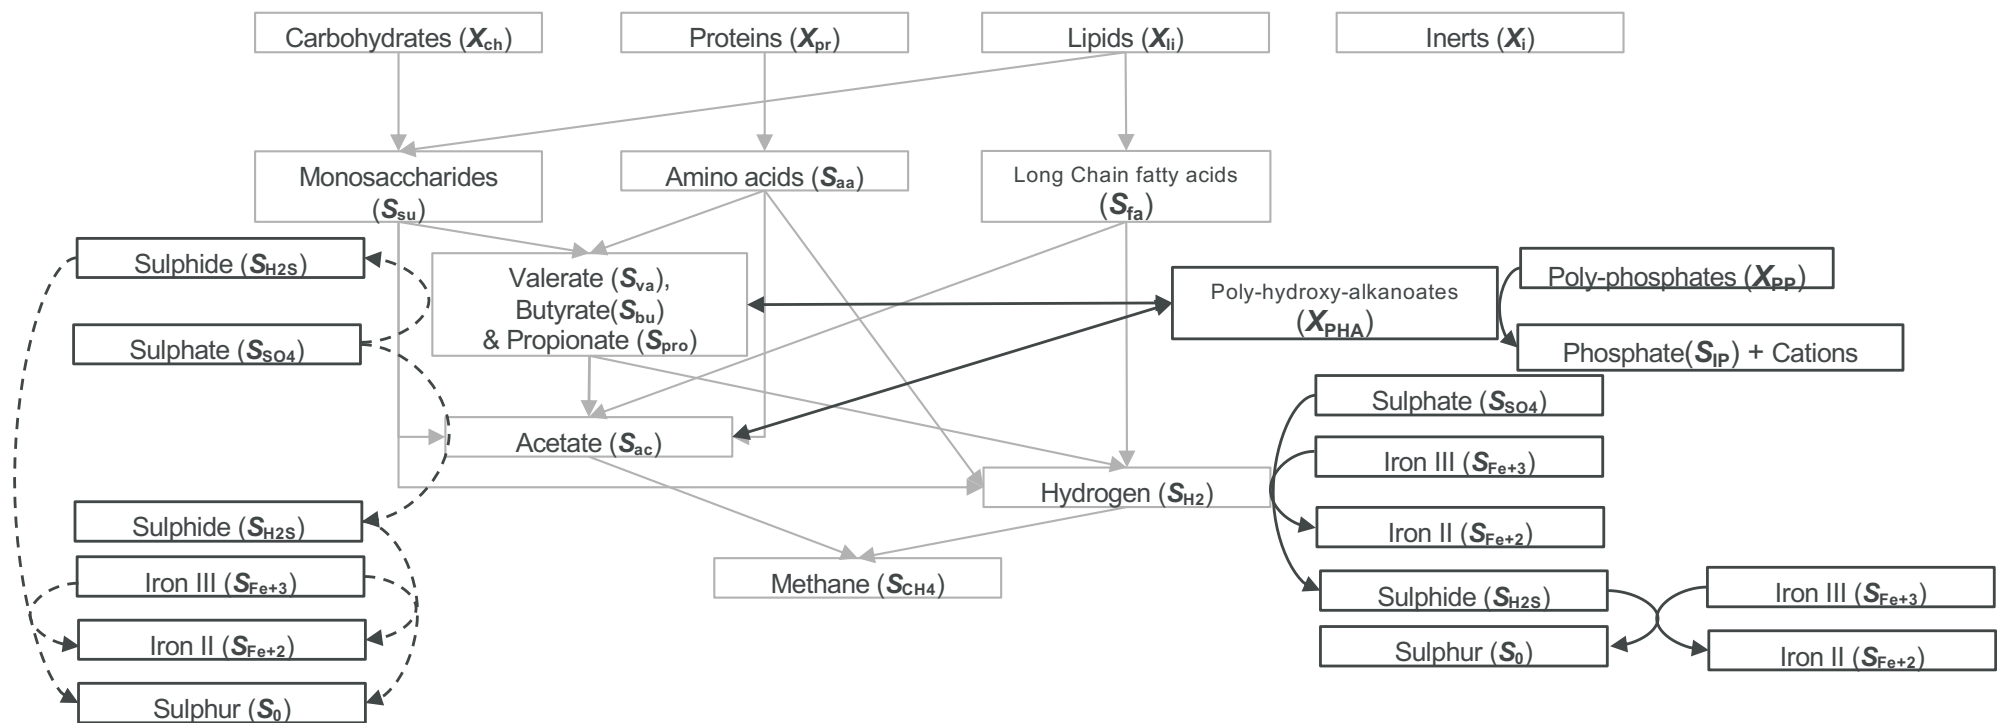 Carbohydrates (Xch)
Proteins (Xpr)
Lipids (Xli)
Inerts (Xi)
Monosaccharides
(Ssu)
Amino acids (Saa)
Long Chain fatty acids
(Sfa)
Sulphide (SH2S)
Sulphate (SSO4)
Valerate (Sva),
Butyrate(Sbu)
& Propionate (Spro)
Poly-hydroxy-alkanoates
(XPHA)
Poly-phosphates (XPP)
Phosphate(SIP) + Cations
Acetate (Sac)
Sulphate (SSO4)
Iron III (SFe+3)
Hydrogen (SH2)
Iron II (SFe+2)
Sulphide (SH2S)
Iron III (SFe+3)
Iron II (SFe+2)
Sulphur (S0)
Methane (SCH4)
Sulphide (SH2S)
Sulphur (S0)
Iron III (SFe+3)
Iron II (SFe+2)